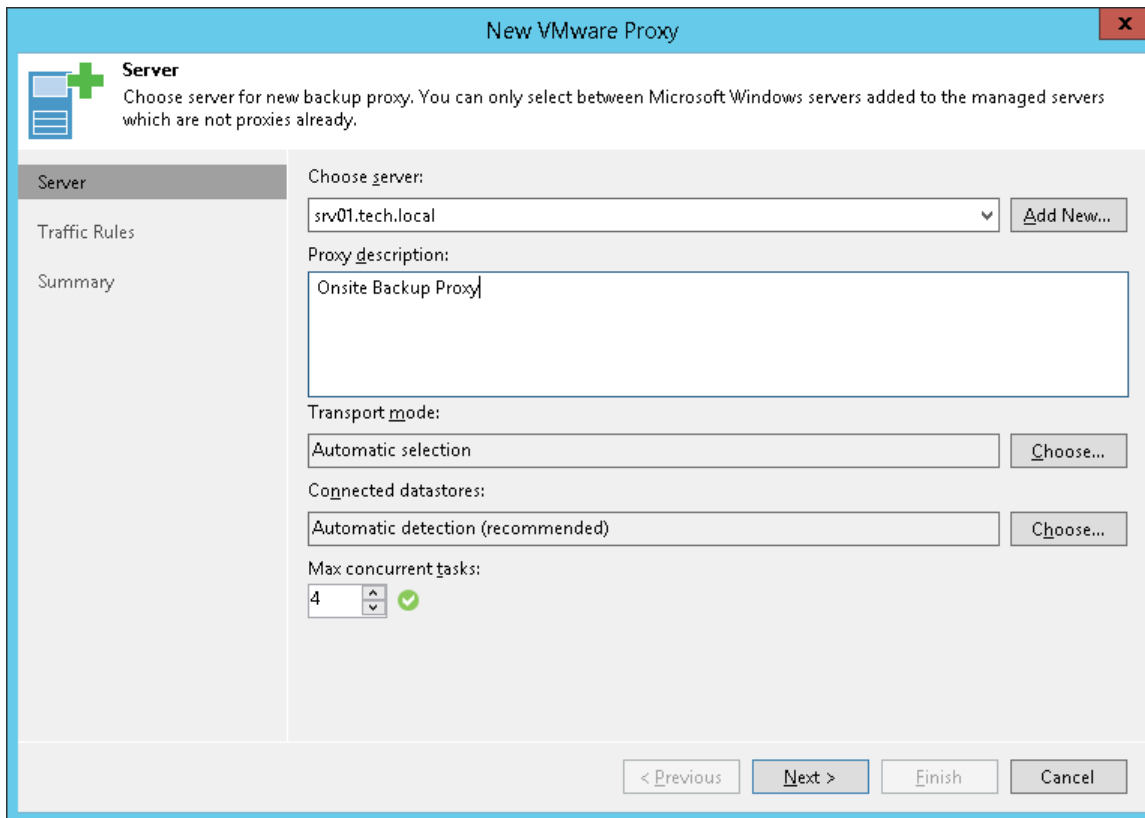 New VMware Proxy
x
Server
Choose server for new backup proxy. You can only select between Microsoft Windows servers added to the managed servers
which are not proxies already.
Server
Traffic Rules
Summary
Choose server:
srv01.tech.local
Add New...
Proxy description:
Onsite Backup Proxy
Transport mode:
Automatic selection
Choose...
Connected datastores:
Automatic detection (recommended)
Choose...
Max concurrent tasks:
4
< Previous
Next >
Finish
Cancel